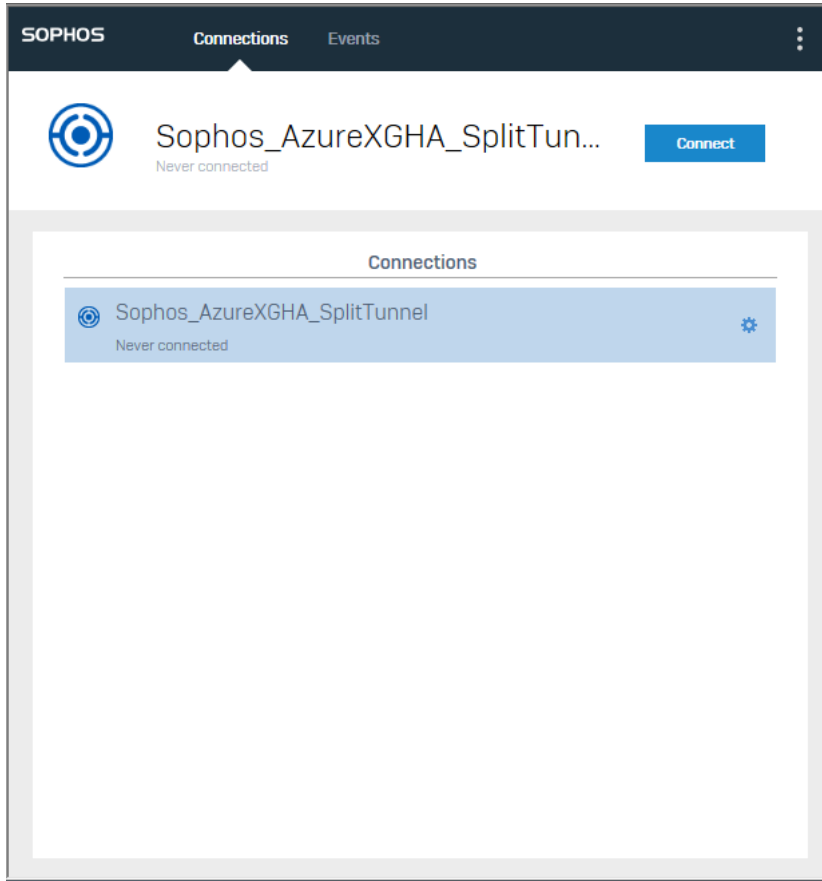 SOPHOS
Connections
Events
Sophos_AzureXGHA_SplitTun...
Never connected
Connect
Connections
Sophos_AzureXGHA_SplitTunnel
Never connected